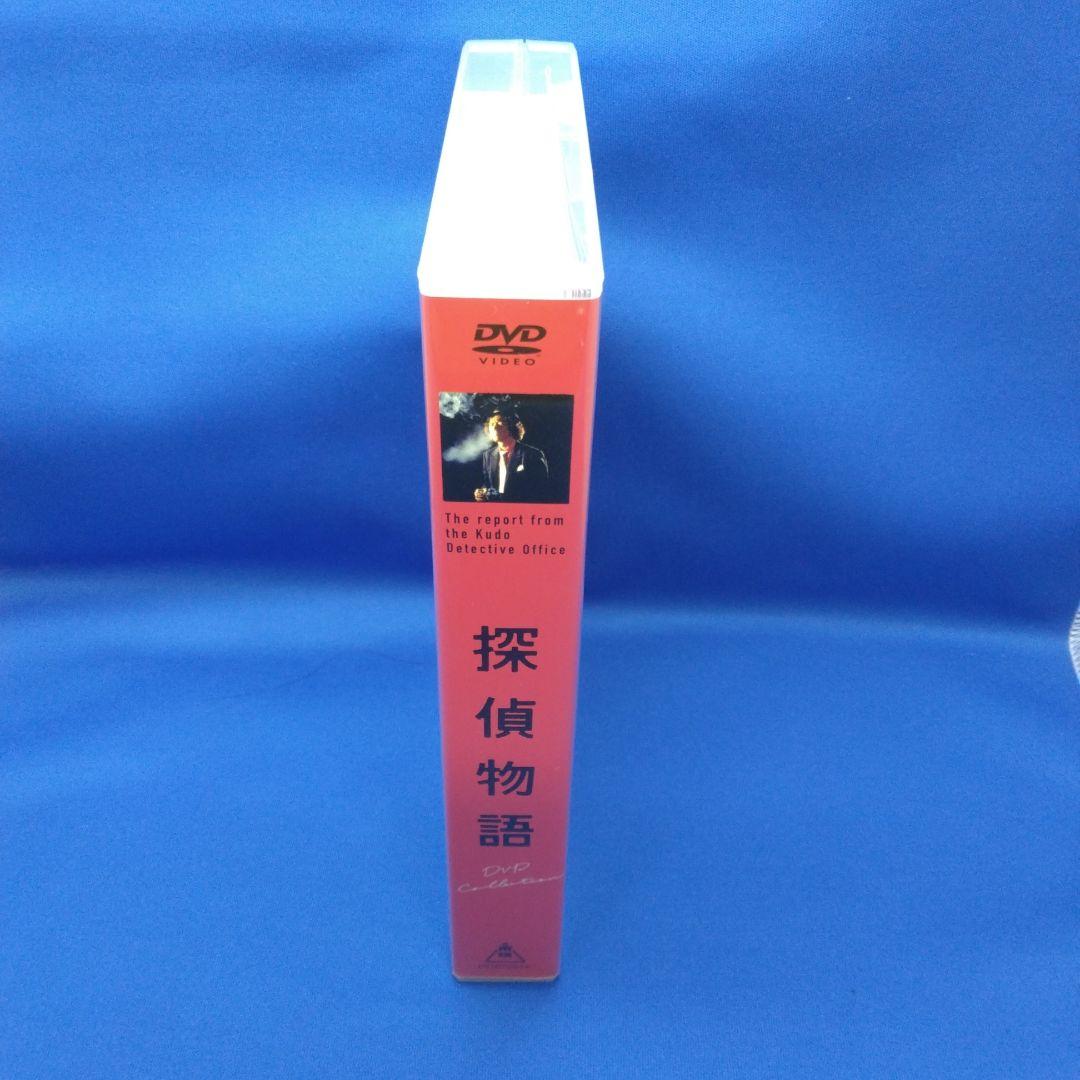 DVD
VIDEO
The report from
the Kudo
Detective Office
探偵物語
DVD
Collection